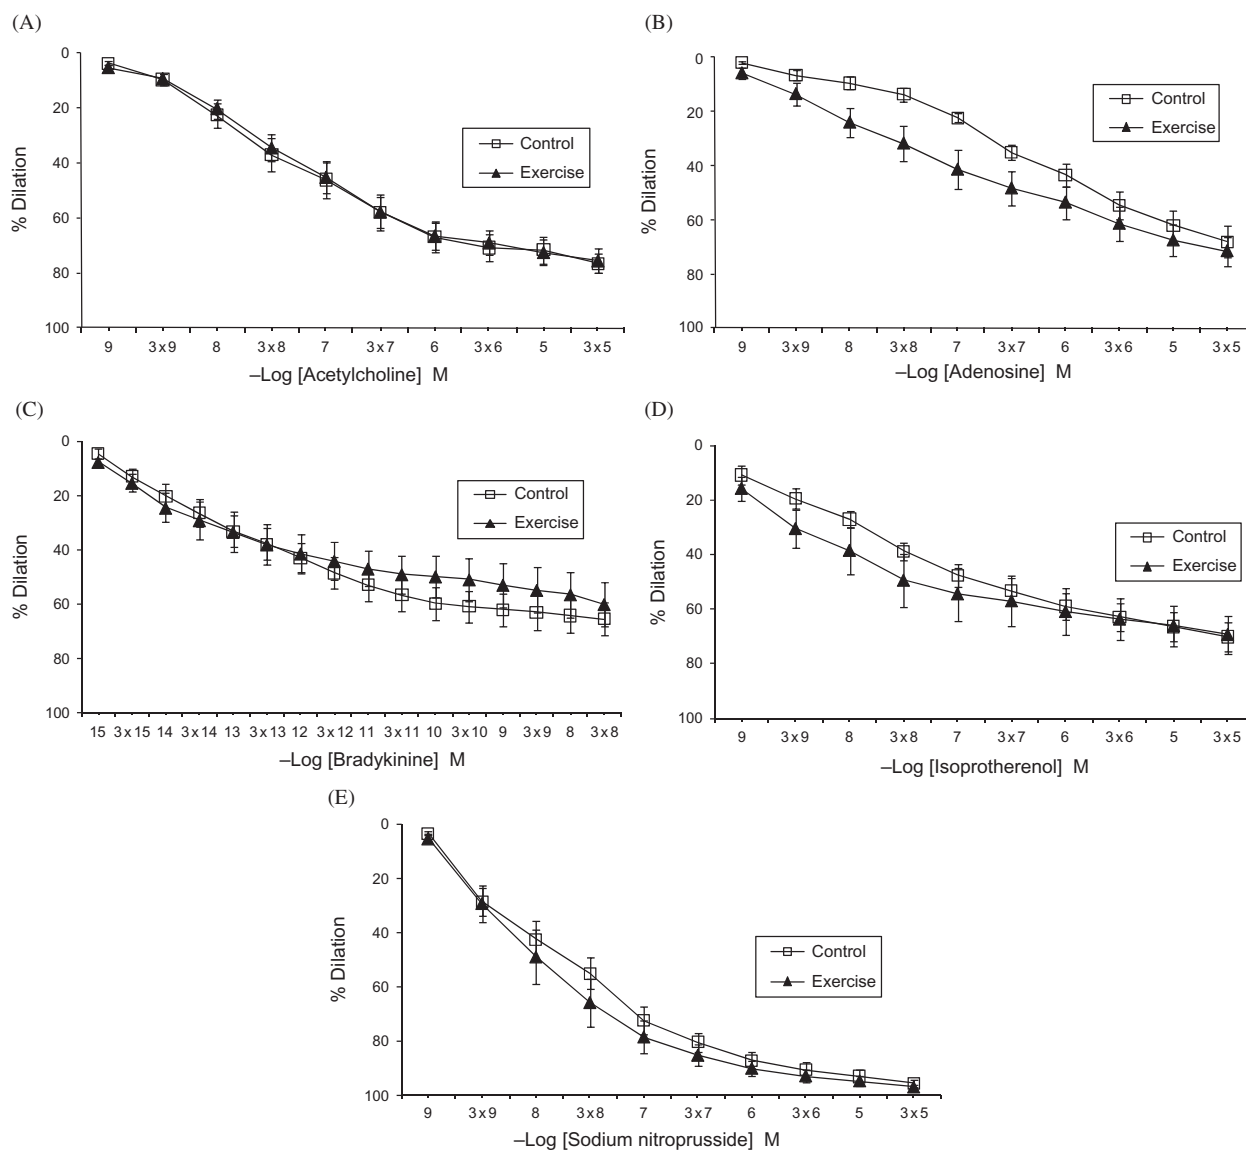 (A)
0
20
40
60
80
100
% Dilation
Control
Exercise
9 3 x 9 8 3 x 8 7 3 x 7 6 3 x 6 5 3 x 5
–Log [Acetylcholine] M
(B)
0
20
40
60
80
100
% Dilation
Control
Exercise
9 3 x 9 8 3 x 8 7 3 x 7 6 3 x 6 5 3 x 5
–Log [Adenosine] M
(C)
0
20
40
60
80
100
% Dilation
Control
Exercise
15 3 x 15 14 3 x 14 13 3 x 13 12 3 x 12 11 3 x 11 10 3 x 10 9 3 x 9 8 3 x 8
–Log [Bradykinine] M
(D)
0
20
40
60
80
100
% Dilation
Control
Exercise
9 3 x 9 8 3 x 8 7 3 x 7 6 3 x 6 5 3 x 5
–Log [Isoprotherenol] M
(E)
0
20
40
60
80
100
% Dilation
Control
Exercise
9 3 x 9 8 3 x 8 7 3 x 7 6 3 x 6 5 3 x 5
–Log [Sodium nitroprusside] M